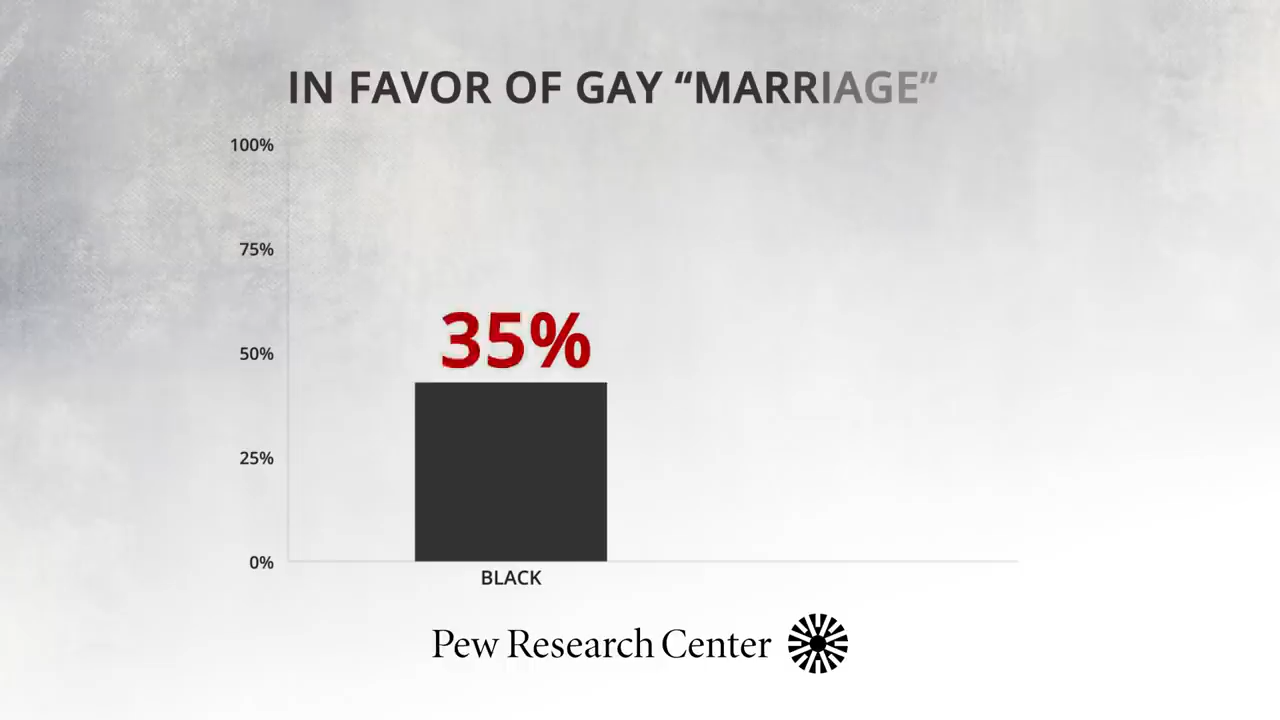 IN FAVOR OF GAY “MARRIAGE”
100%
75%
50%
25%
0%
35%
BLACK
Pew Research Center